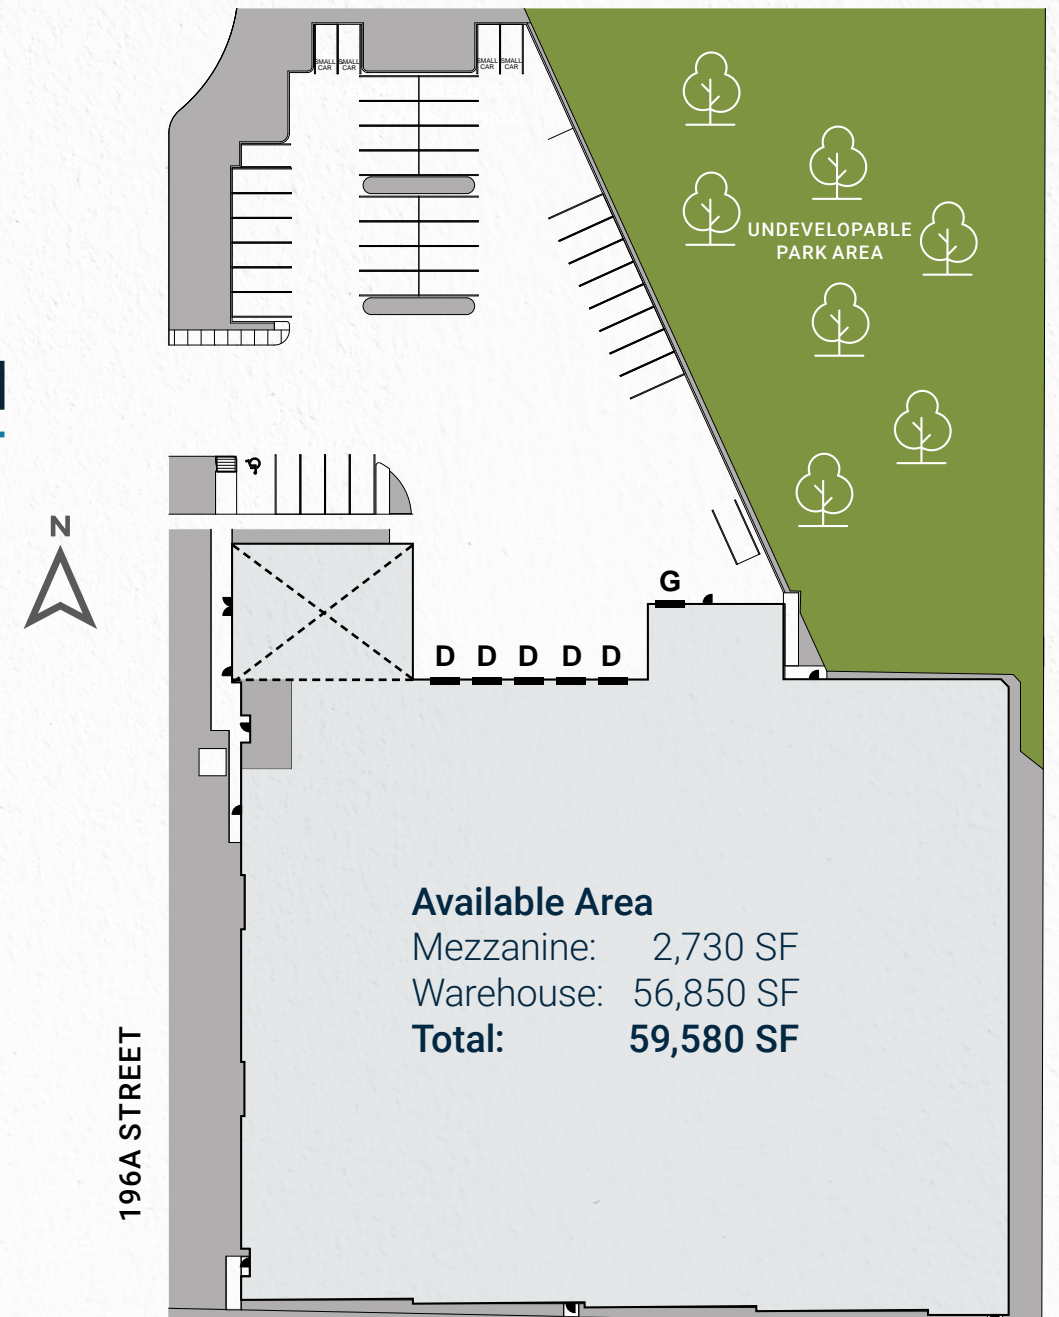 SMALL
CAR
SMALL
CAR
SMALL
CAR
SMALL
CAR
UNDEVELOPABLE
PARK AREA
N
G
D D D D D
Available Area
Mezzanine: 2,730 SF
Warehouse: 56,850 SF
Total: 59,580 SF
196A STREET